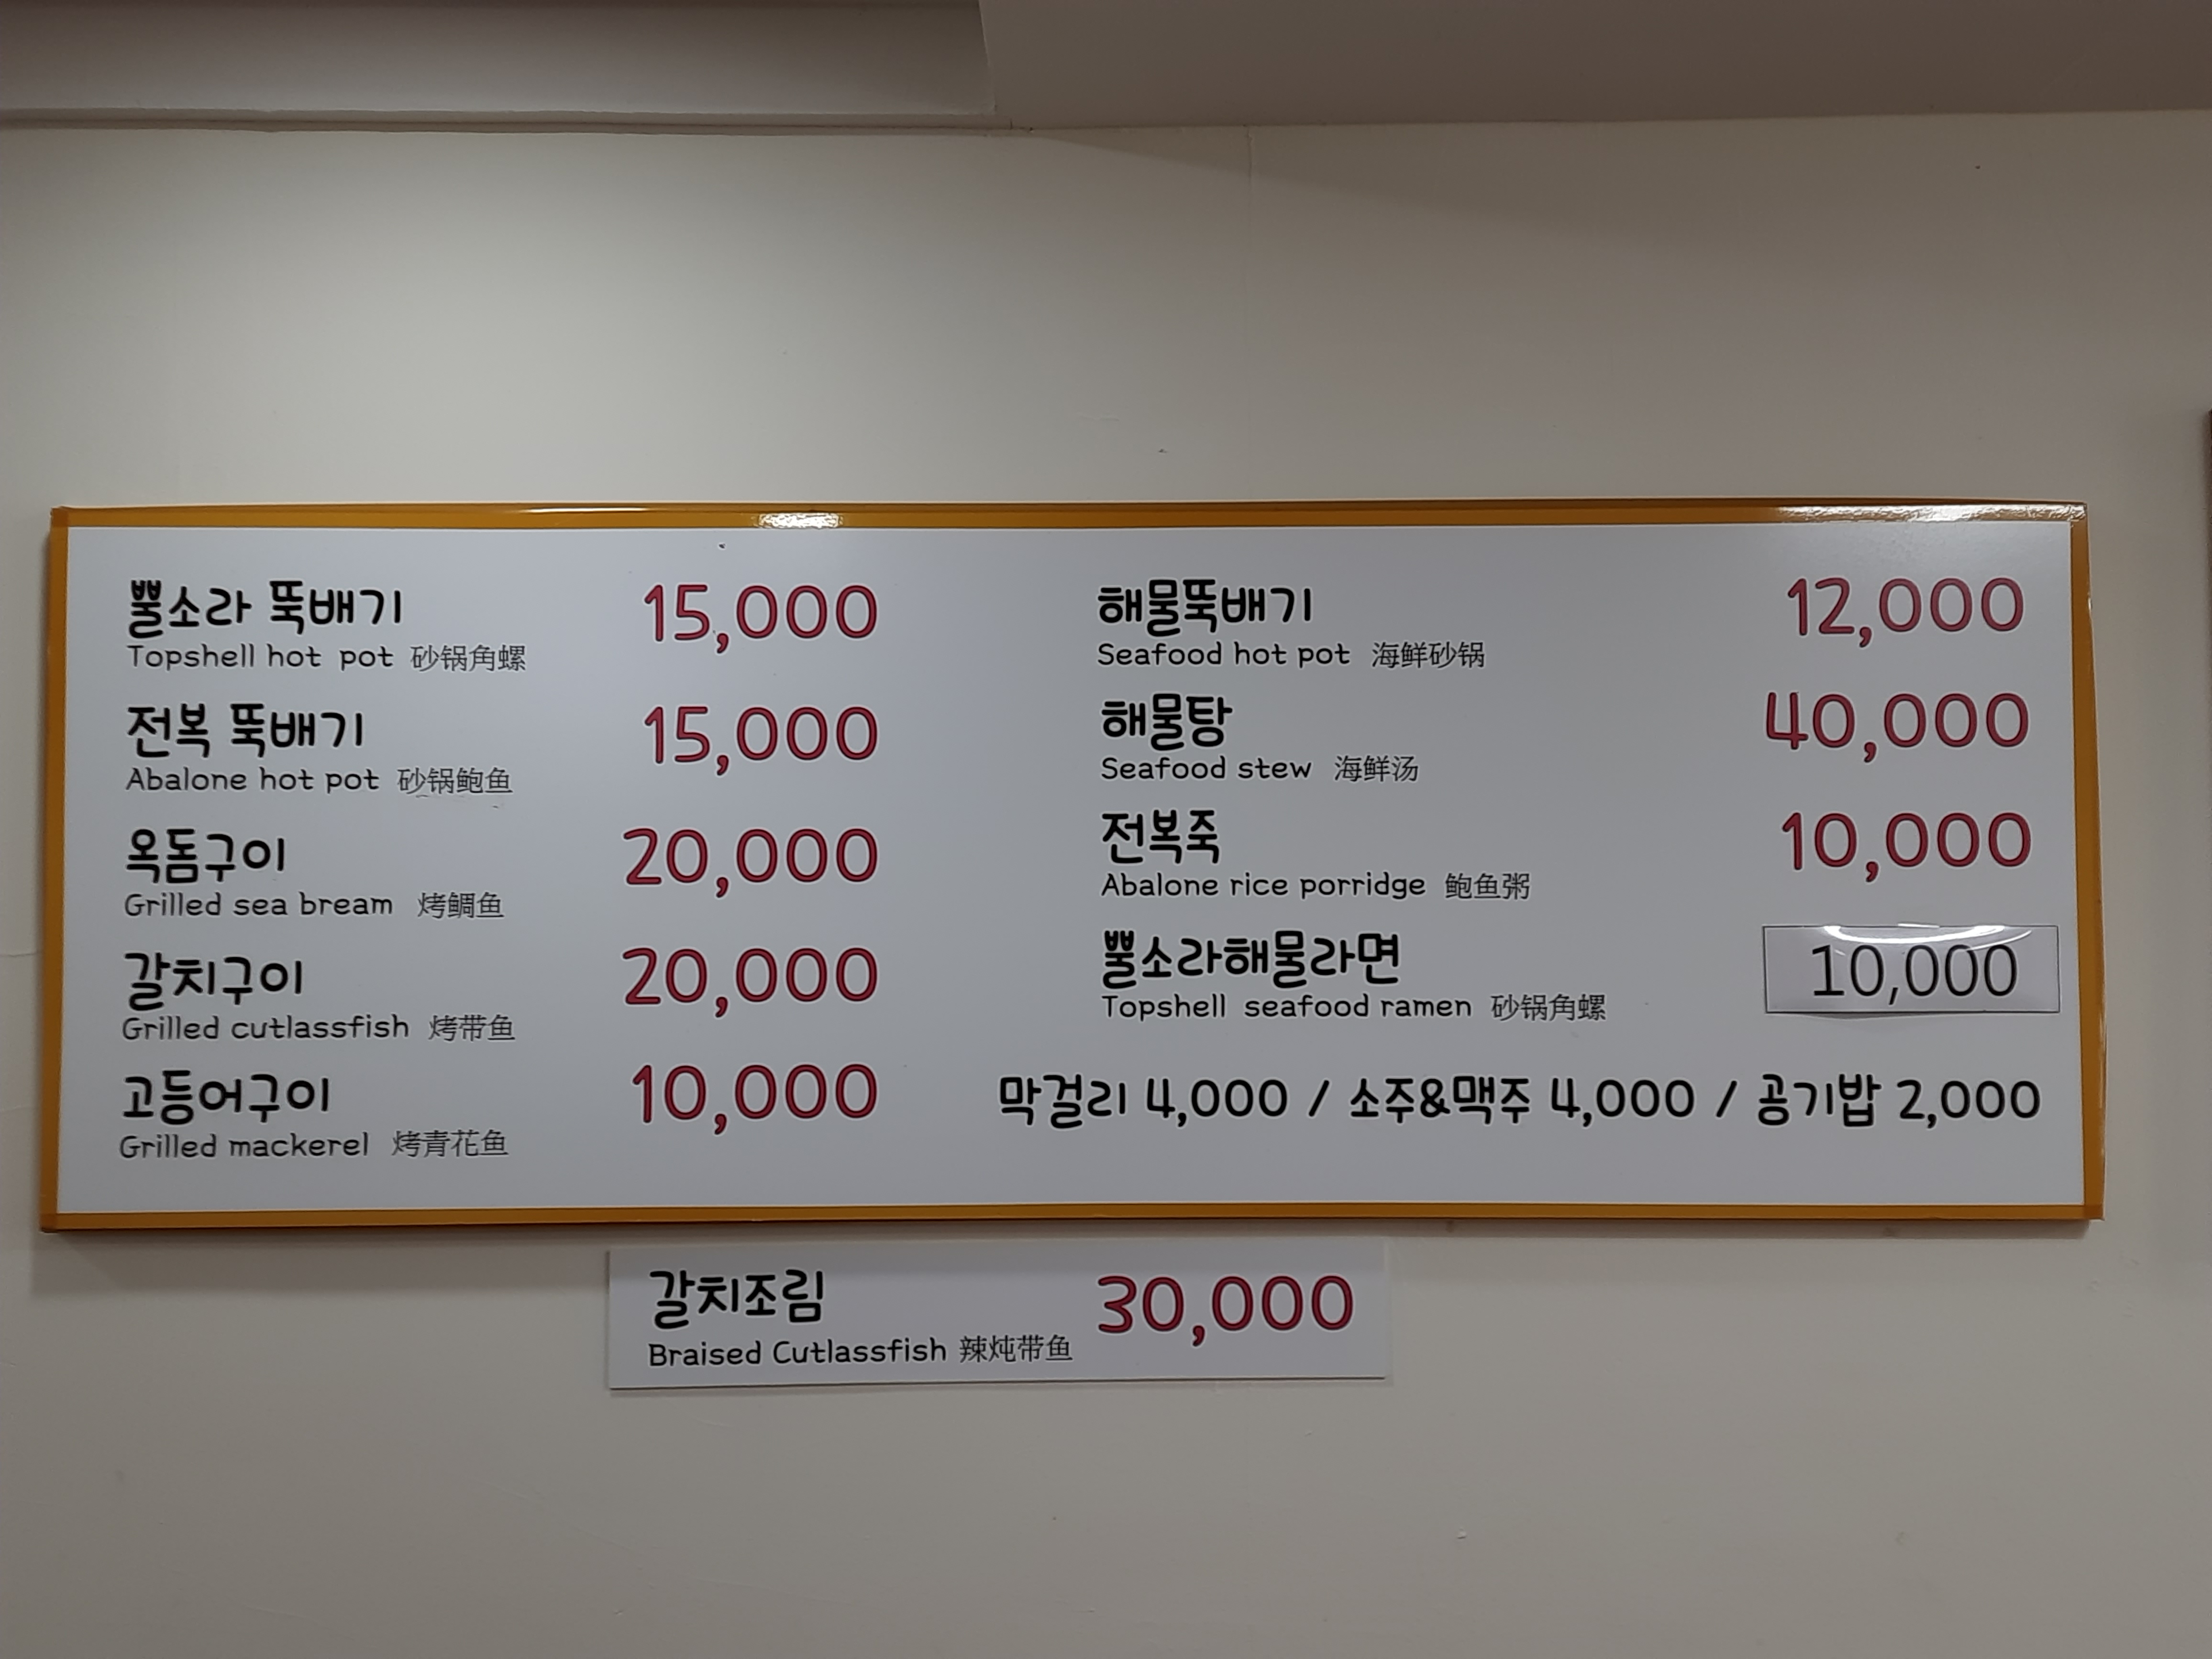 뿔소라 뚝배기 15,000
Topshell hot pot 砂锅角螺
전복 뚝배기 15,000
Abalone hot pot 砂锅鲍鱼
옥돔구이 20,000
Grilled sea bream 烤鲷鱼
갈치구이 20,000
Grilled cutlassfish 烤带鱼
고등어구이 10,000
Grilled mackerel 烤青花鱼
해물뚝배기 12,000
Seafood hot pot 海鲜砂锅
해물탕 40,000
Seafood stew 海鲜汤
전복죽 10,000
Abalone rice porridge 鲍鱼粥
뿔소라해물라면 10,000
Topshell seafood ramen 砂锅角螺
막걸리 4,000 / 소주&맥주 4,000 / 공기밥 2,000
갈치조림 30,000
Braised Cutlassfish 辣炖带鱼